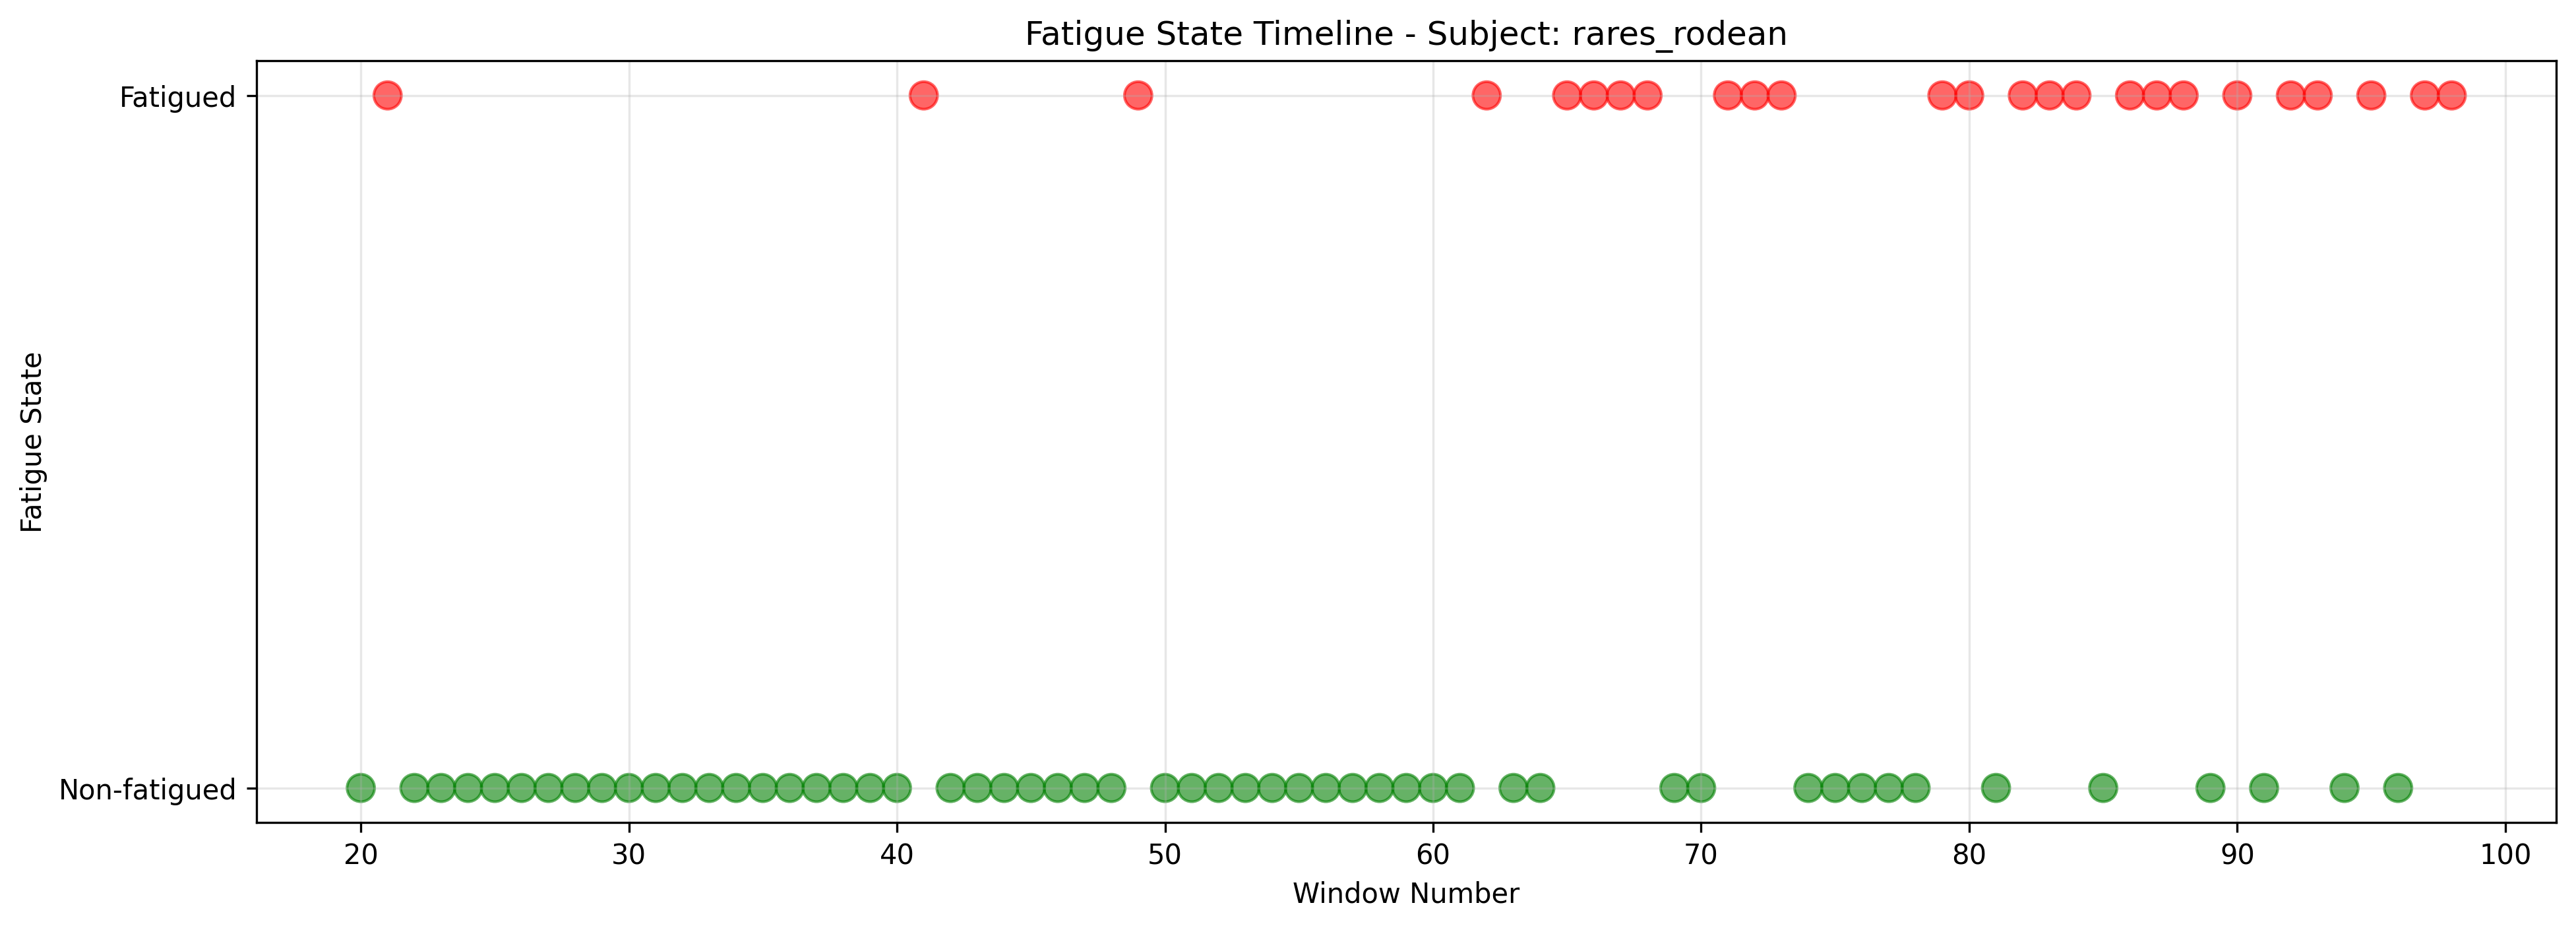 Fatigue State Timeline - Subject: rares_rodean
Fatigued
Fatigue State
Non-fatigued
20 30 40 50 60 70 80 90 100
Window Number